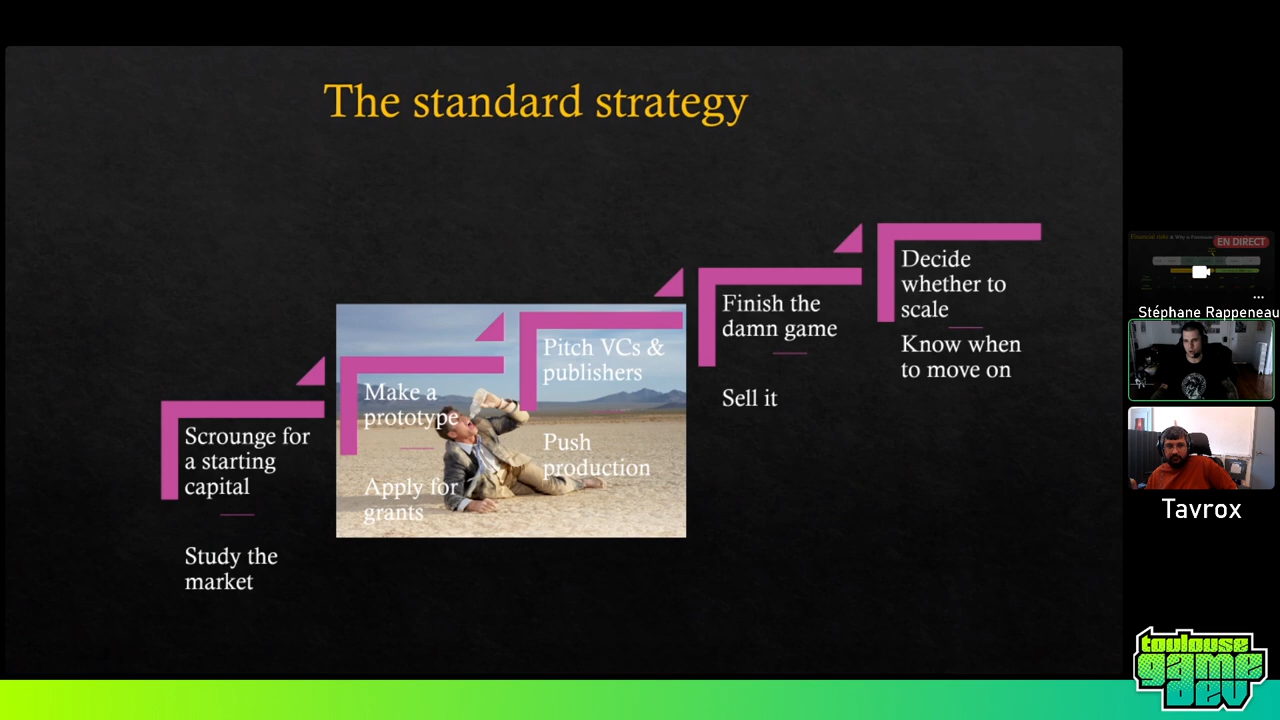 The standard strategy
Scrounge for
a starting
capital
Study the
market
Make a
prototype
Apply for
grants
Pitch VCs &
publishers
Push
production
Finish the
damn game
Sell it
Decide
whether to
scale
Know when
to move on
EN DIRECT
Stéphane Rappeneau
Tavrox
toulouse
game
dev